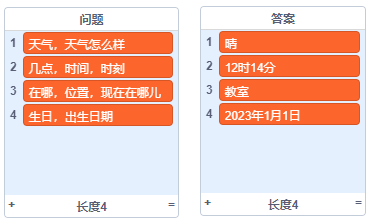 问题
1 天气，天气怎么样
2 几点，时间，时刻
3 在哪，位置，现在在哪儿
4 生日，出生日期
+ 长度4 =
答案
1 晴
2 12时14分
3 教室
4 2023年1月1日
+ 长度4 =